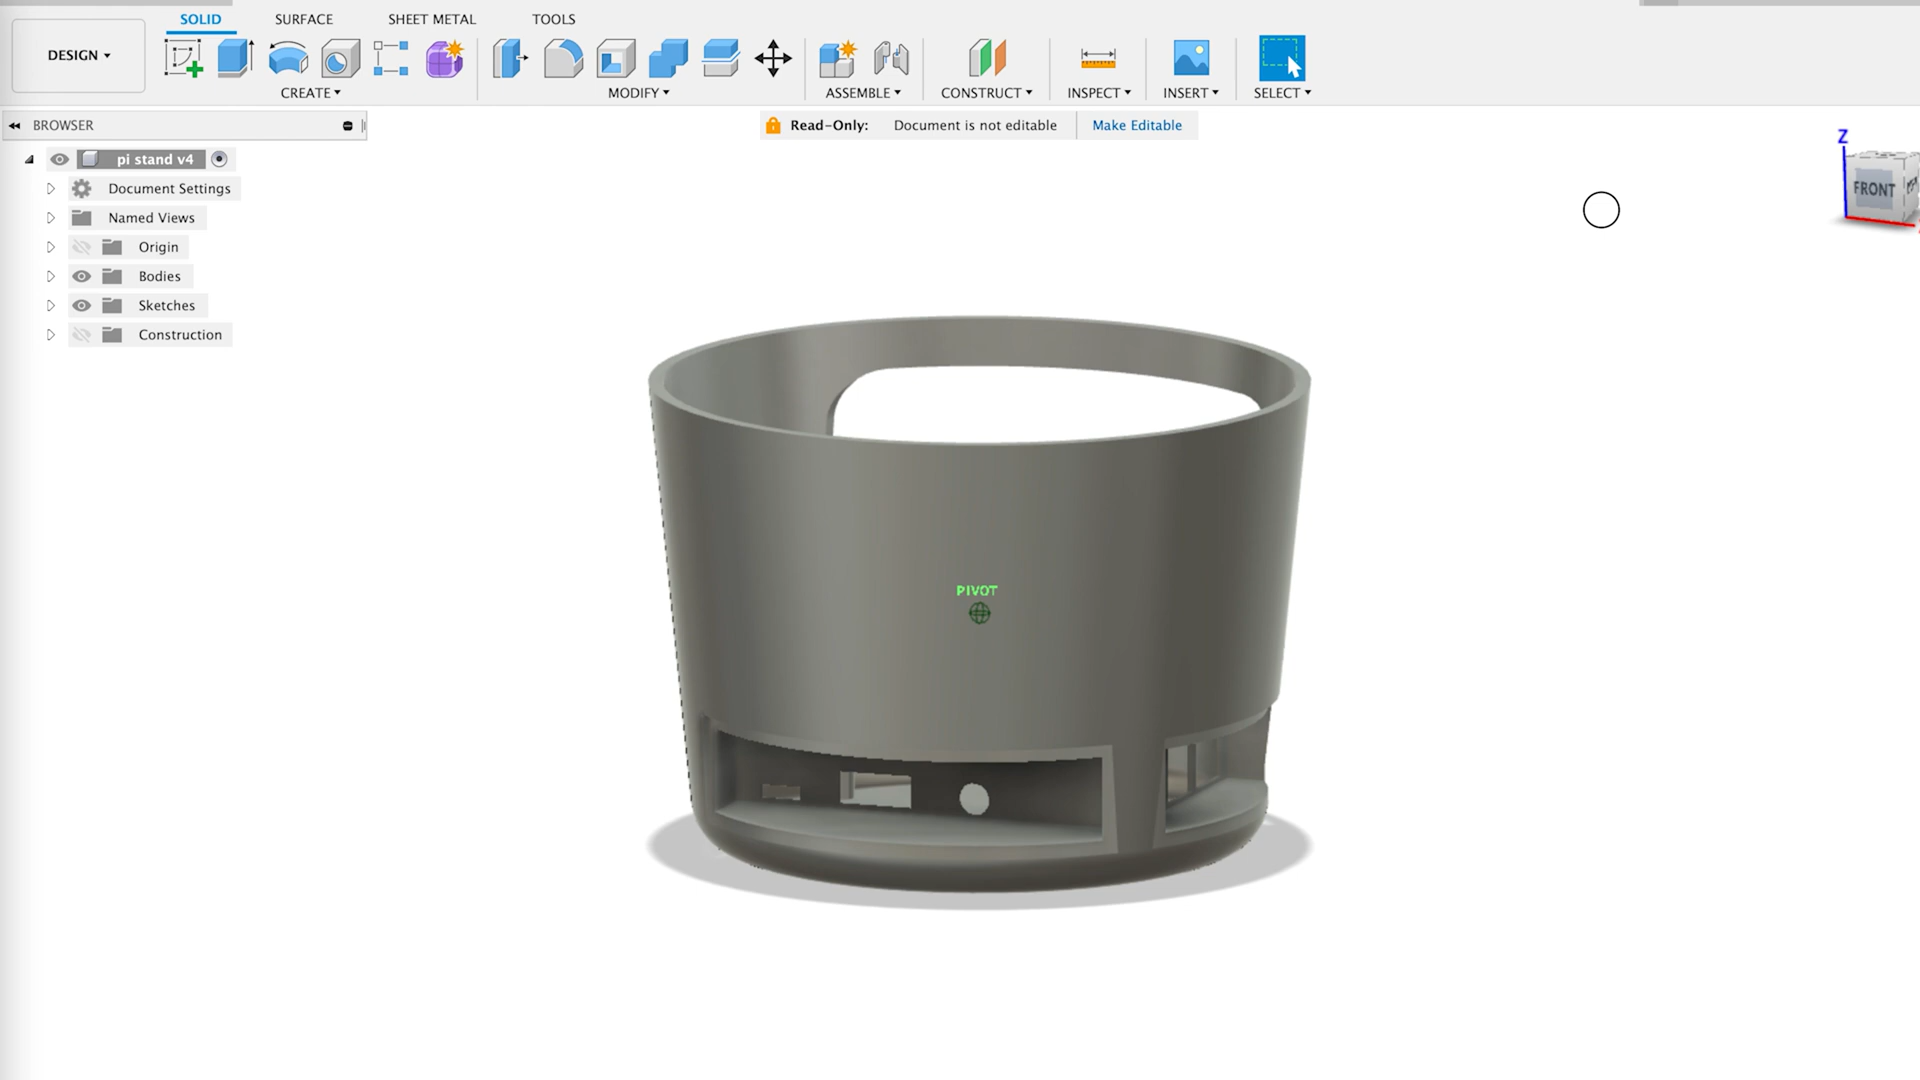 SOLID SURFACE SHEET METAL TOOLS
DESIGN
CREATE MODIFY ASSEMBLE CONSTRUCT INSPECT INSERT SELECT
BROWSER
Read-Only: Document is not editable Make Editable
pi stand v4
Document Settings
Named Views
Origin
Bodies
Sketches
Construction
Z
FRONT
PIVOT